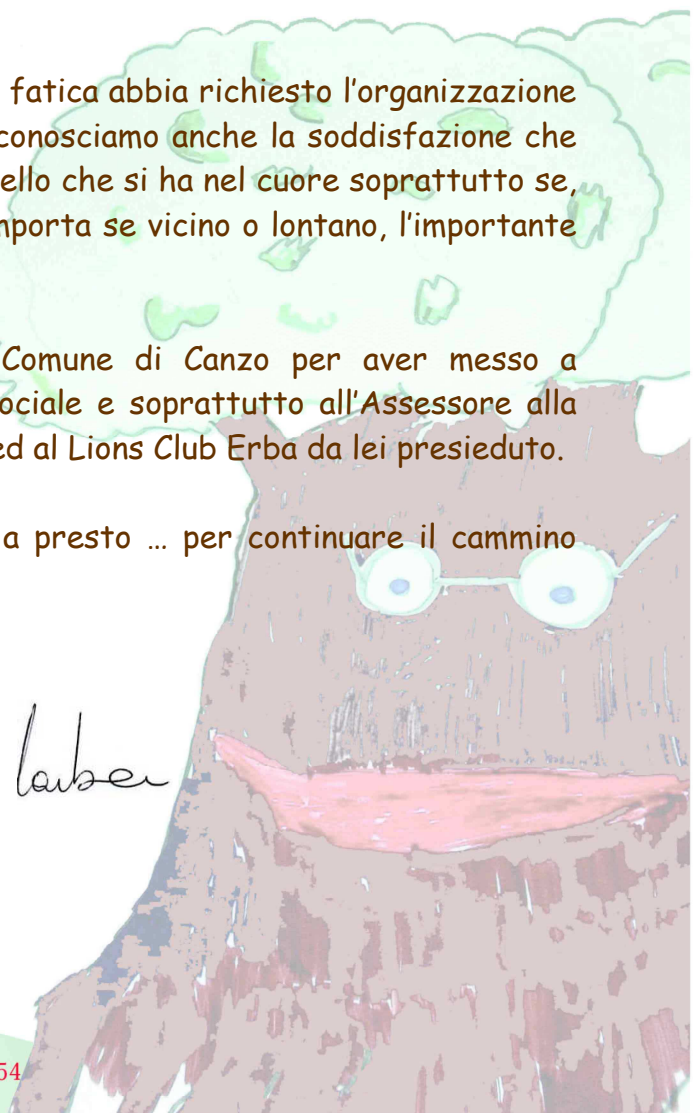 fatica abbia richiesto l'organizzazione
conosciamo anche la soddisfazione che
ello che si ha nel cuore soprattutto se,
nporta se vicino o lontano, l'importante
Comune di Canzo per aver messo a
ociale e soprattutto all'Assessore alla
ed al Lions Club Erba da lei presieduto.
a presto … per continuare il cammino
54